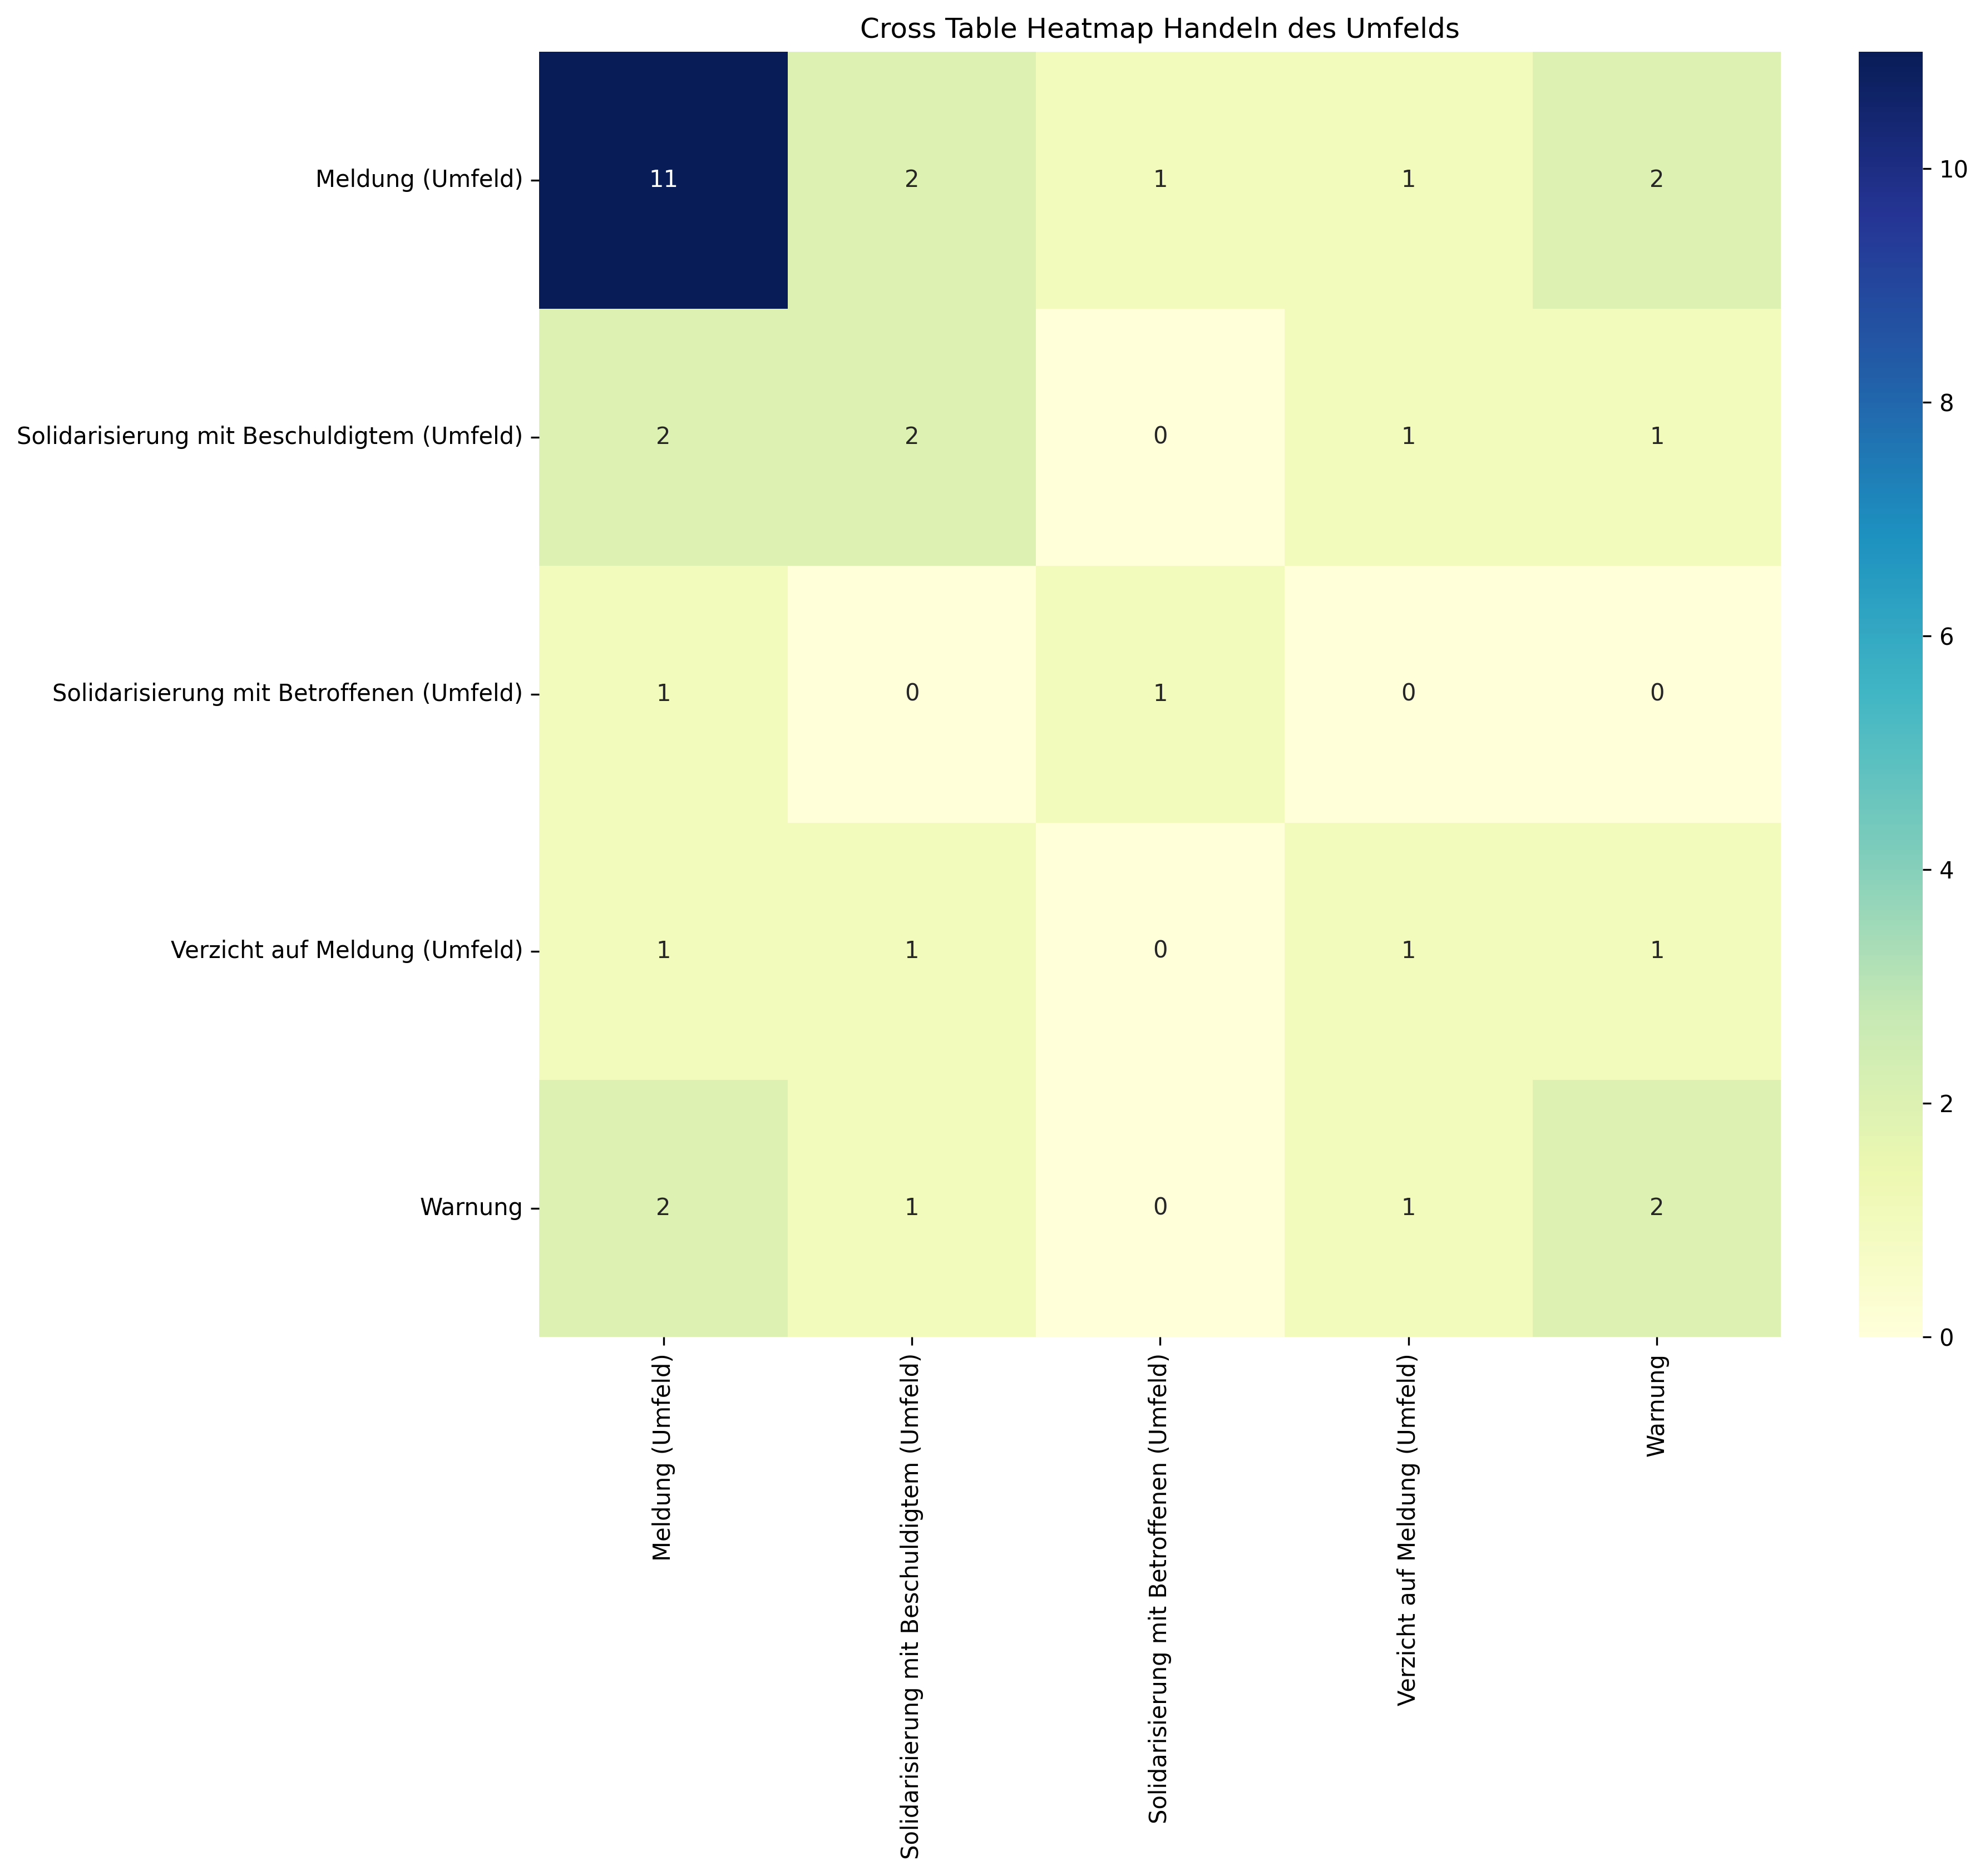 Cross Table Heatmap Handeln des Umfelds
Meldung (Umfeld) 11 2 1 1 2
Solidarisierung mit Beschuldigtem (Umfeld) 2 2 0 1 1
Solidarisierung mit Betroffenen (Umfeld) 1 0 1 0 0
Verzicht auf Meldung (Umfeld) 1 1 0 1 1
Warnung 2 1 0 1 2
Meldung (Umfeld)
Solidarisierung mit Beschuldigtem (Umfeld)
Solidarisierung mit Betroffenen (Umfeld)
Verzicht auf Meldung (Umfeld)
Warnung
10
8
6
4
2
0